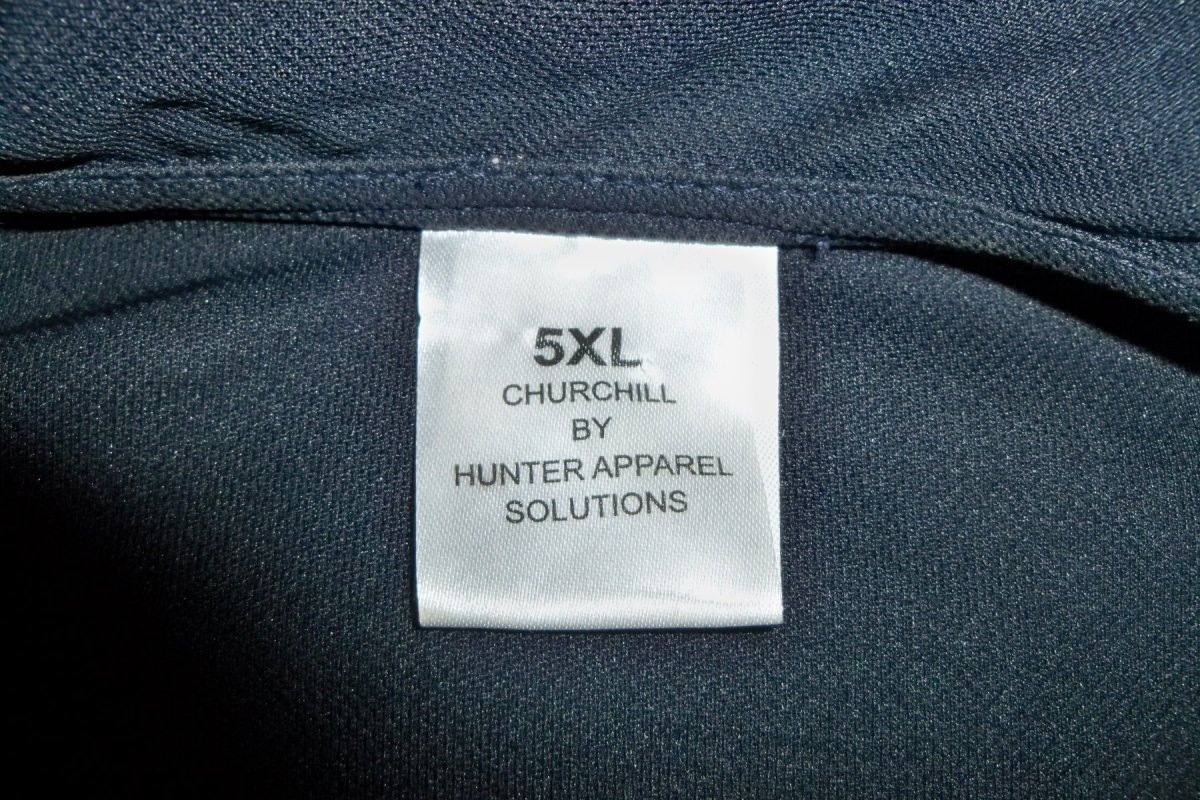 5XL
CHURCHILL
BY
HUNTER APPAREL
SOLUTIONS